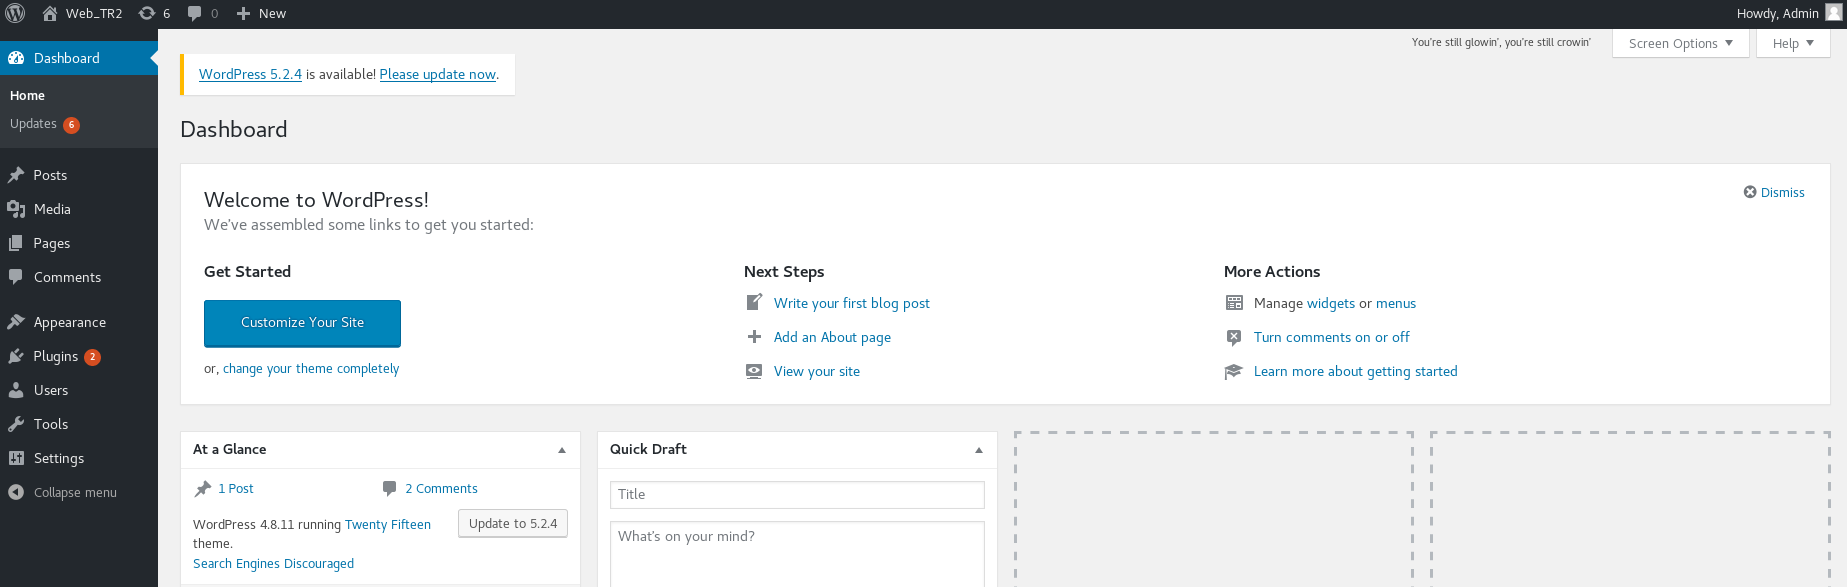 Web_TR2 6 0 New Howdy, Admin
Dashboard
Home
Updates 6
Posts
Media
Pages
Comments
Appearance
Plugins 2
Users
Tools
Settings
Collapse menu
You're still glowin', you're still crowin' Screen Options Help
WordPress 5.2.4 is available! Please update now.
Dashboard
Welcome to WordPress!
We've assembled some links to get you started:
Dismiss
Get Started
Customize Your Site
or, change your theme completely
Next Steps
Write your first blog post
Add an About page
View your site
More Actions
Manage widgets or menus
Turn comments on or off
Learn more about getting started
At a Glance
1 Post 2 Comments
WordPress 4.8.11 running Twenty Fifteen
theme.
Update to 5.2.4
Search Engines Discouraged
Quick Draft
Title
What's on your mind?